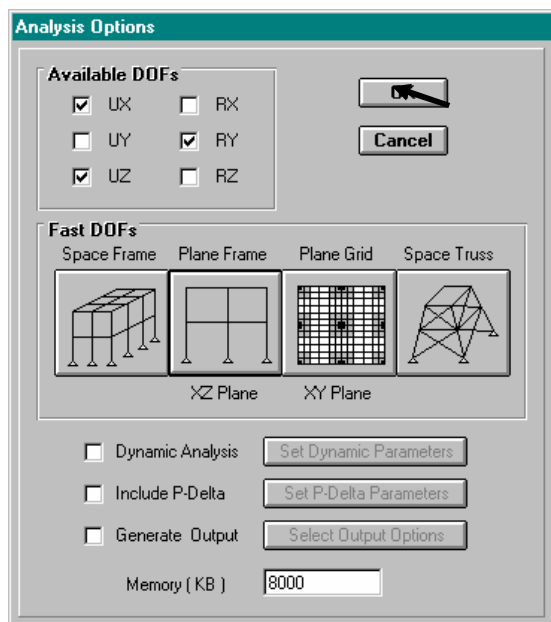 Analysis Options
Available DOFs
UX RX
UY RY
UZ RZ
Cancel
Fast DOFs
Space Frame Plane Frame Plane Grid Space Truss
XZ Plane XY Plane
Dynamic Analysis Set Dynamic Parameters
Include P-Delta Set P-Delta Parameters
Generate Output Select Output Options
Memory ( KB ) 8000